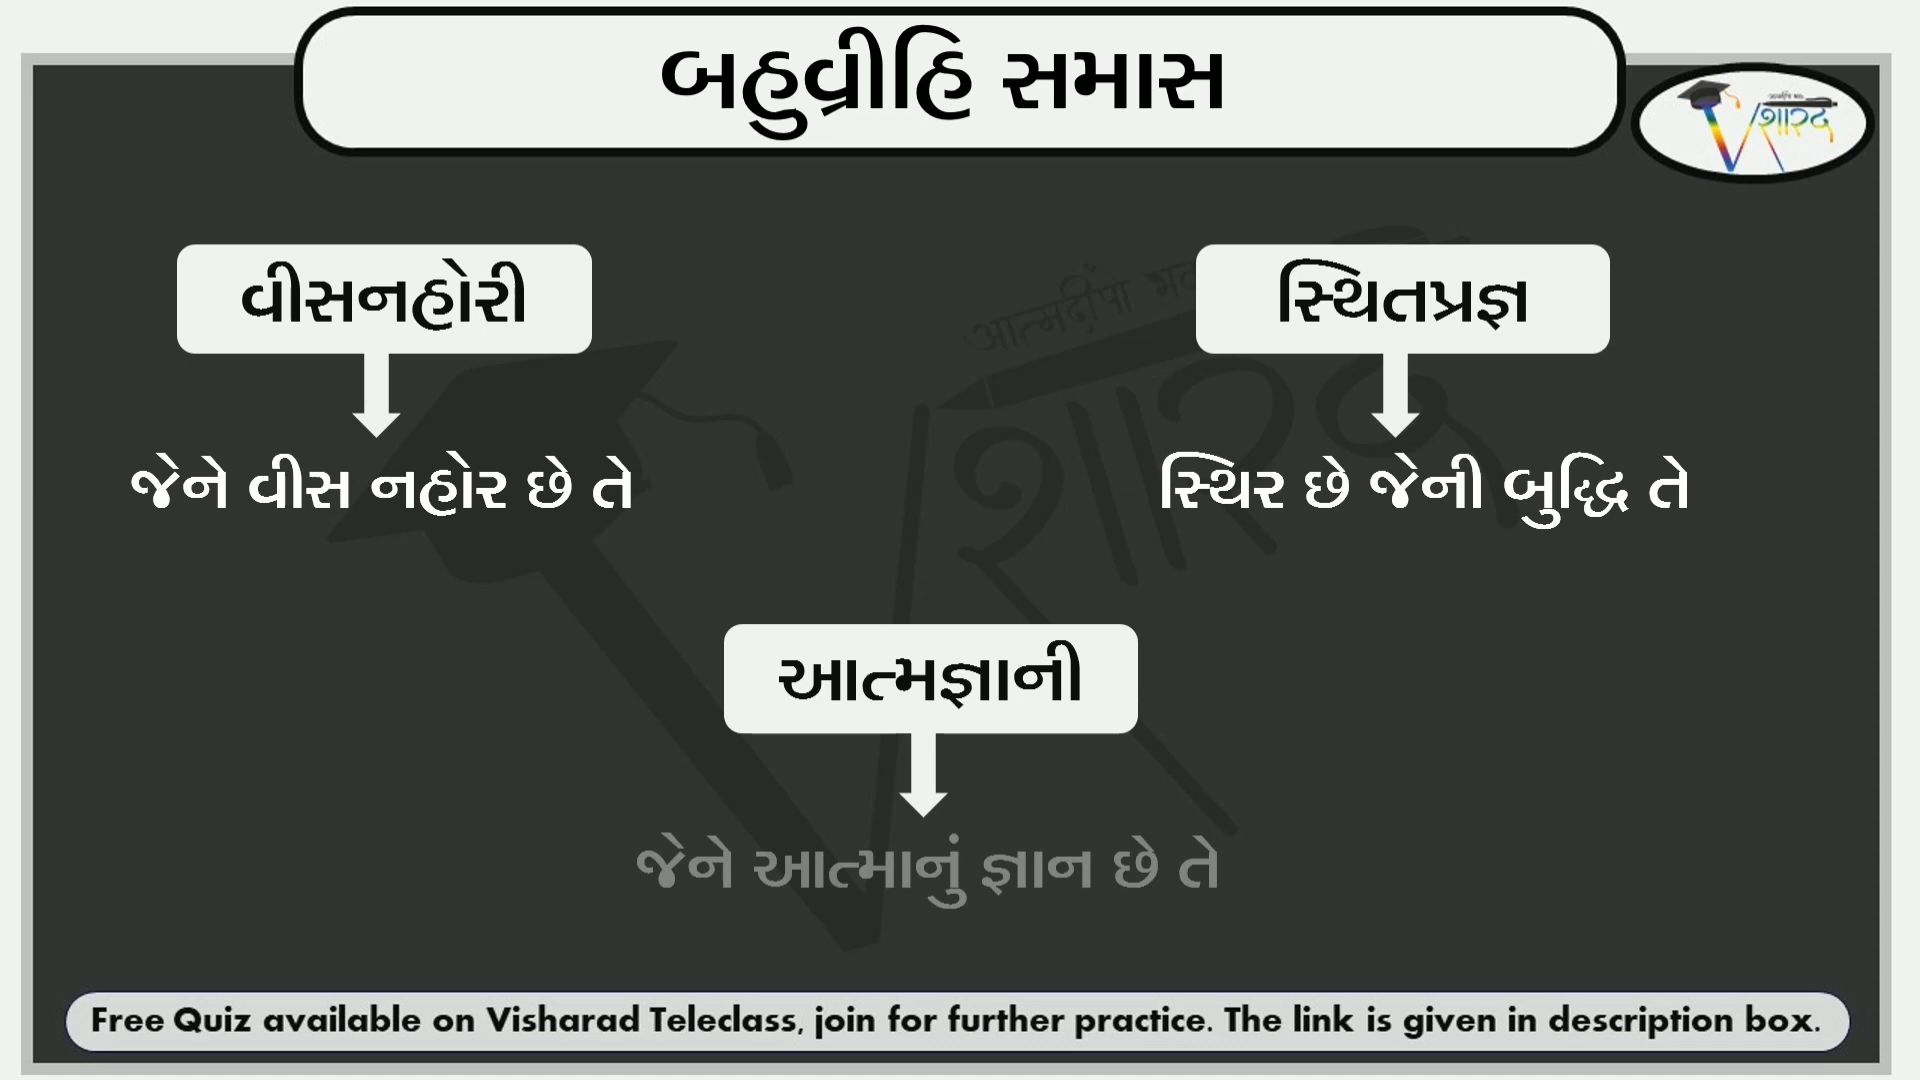 બહુવ્રીહિ સમાસ
શારદ
વીસનહોરી
સ્થિતપ્રજ્ઞ
જેને વીસ નહોર છે તે
સ્થિર છે જેની બુદ્ધિ તે
આત્મજ્ઞાની
જેને આત્માનું જ્ઞાન છે તે
Free Quiz available on Visharad Teleclass, join for further practice. The link is given in description box.